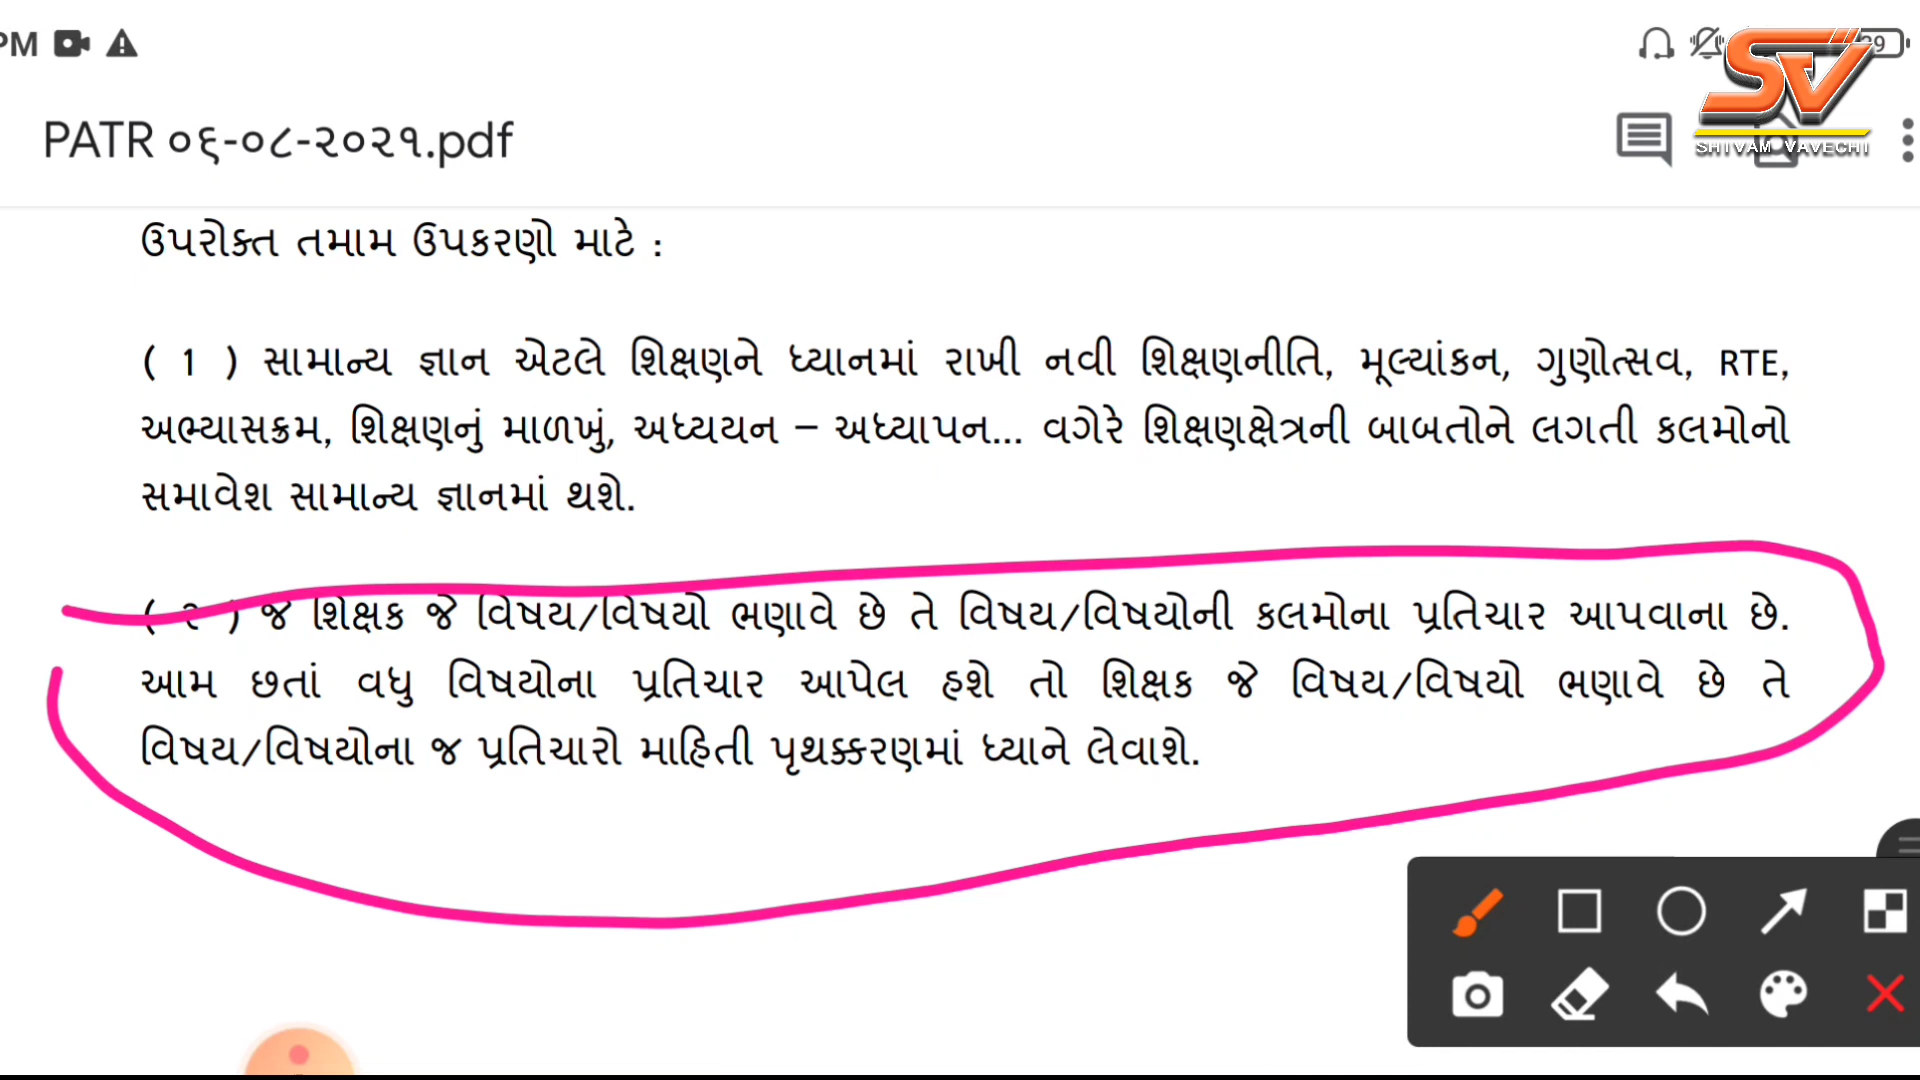 PM
39
SV
SHIVAM VAVECHI
PATR ૦૬-૦૮-૨૦૨૧.pdf
ઉપરોક્ત તમામ ઉપકરણો માટે :
( 1 ) સામાન્ય જ્ઞાન એટલે શિક્ષણને ધ્યાનમાં રાખી નવી શિક્ષણનીતિ, મૂલ્યાંકન, ગુણોત્સવ, RTE,
અભ્યાસક્રમ, શિક્ષણનું માળખું, અધ્યયન – અધ્યાપન... વગેરે શિક્ષણક્ષેત્રની બાબતોને લગતી કલમોનો
સમાવેશ સામાન્ય જ્ઞાનમાં થશે.
( ૨ ) જે શિક્ષક જે વિષય/વિષયો ભણાવે છે તે વિષય/વિષયોની કલમોના પ્રતિચાર આપવાના છે.
આમ છતાં વધુ વિષયોના પ્રતિચાર આપેલ હશે તો શિક્ષક જે વિષય/વિષયો ભણાવે છે તે
વિષય/વિષયોના જ પ્રતિચારો માહિતી પૃથક્કરણમાં ધ્યાને લેવાશે.